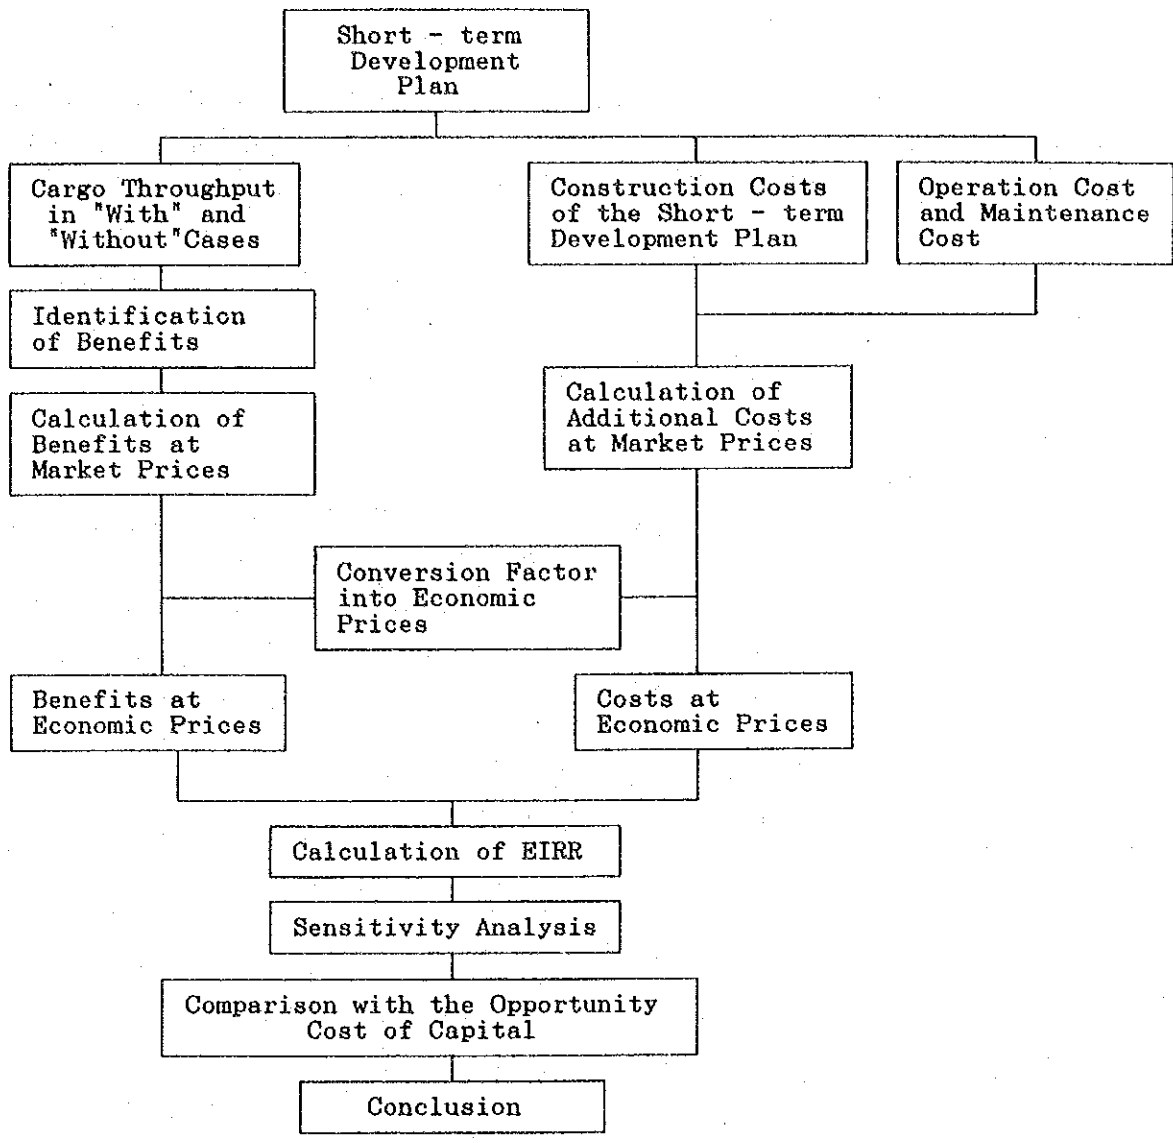 Short - term
Development
Plan
Cargo Throughput
in "With" and
"Without"Cases
Construction Costs
of the Short - term
Development Plan
Operation Cost
and Maintenance
Cost
Identification
of Benefits
Calculation of
Benefits at
Market Prices
Calculation of
Additional Costs
at Market Prices
Conversion Factor
into Economic
Prices
Benefits at
Economic Prices
Costs at
Economic Prices
Calculation of EIRR
Sensitivity Analysis
Comparison with the Opportunity
Cost of Capital
Conclusion